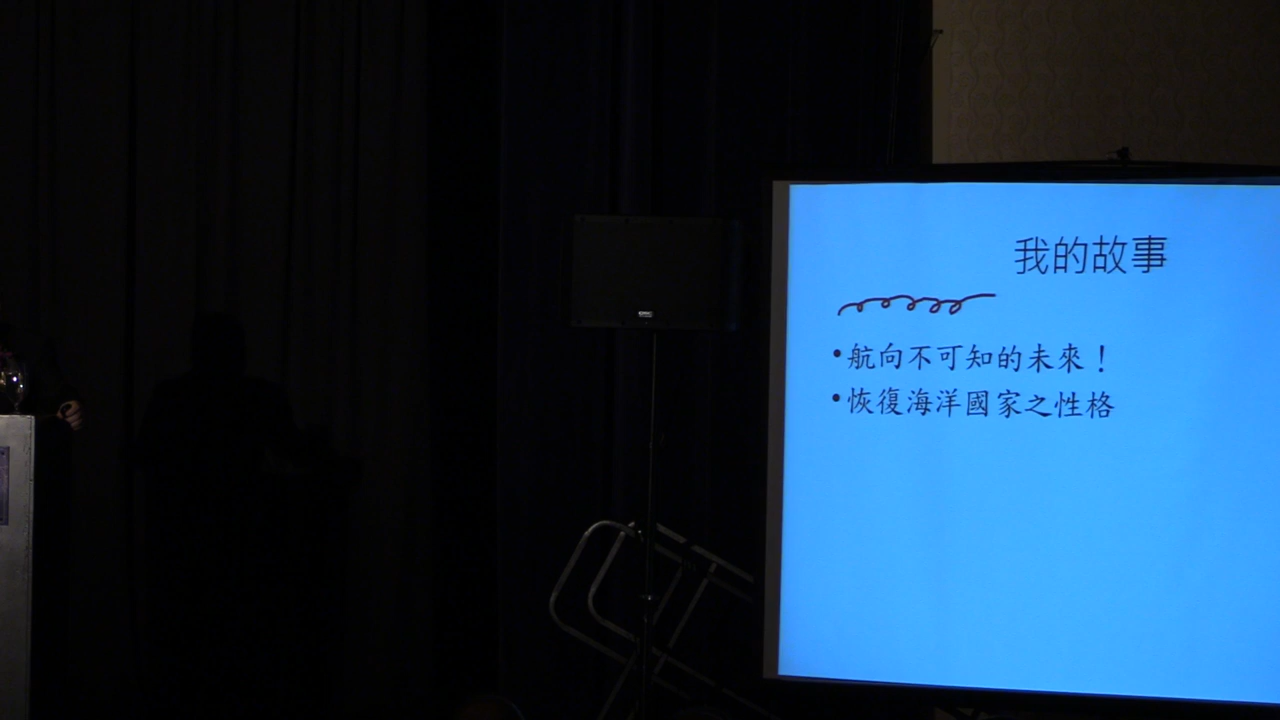 我的故事
•航向不可知的未來！
•恢復海洋國家之性格